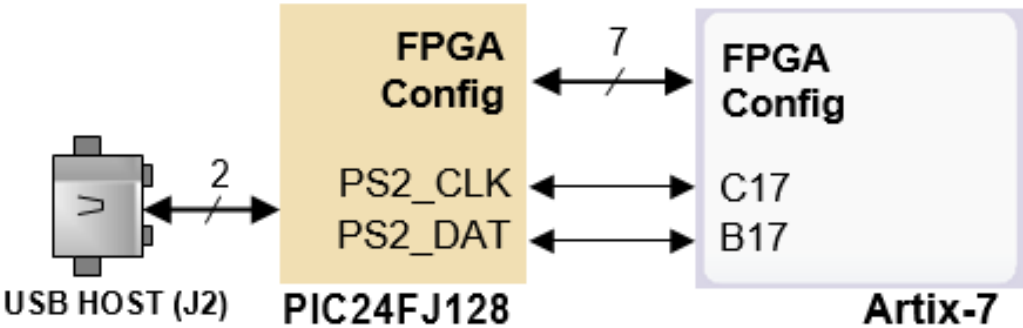 FPGA
Config
7
FPGA
Config
2
PS2_CLK
C17
PS2_DAT
B17
USB HOST (J2)
PIC24FJ128
Artix-7